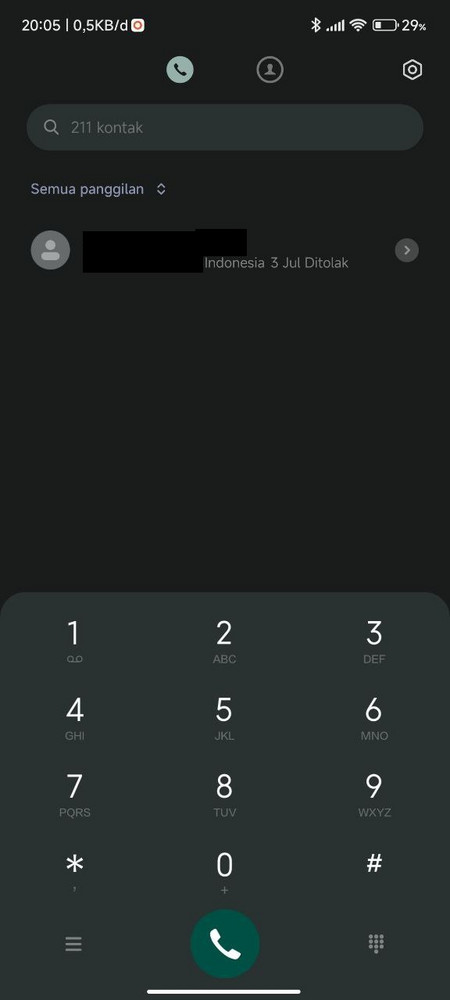 20:05 | 0,5KB/d
29%
211 kontak
Semua panggilan
Indonesia 3 Jul Ditolak
1 2 3
ABC DEF
4 5 6
GHI JKL MNO
7 8 9
PQRS TUV WXYZ
* 0 #
, +